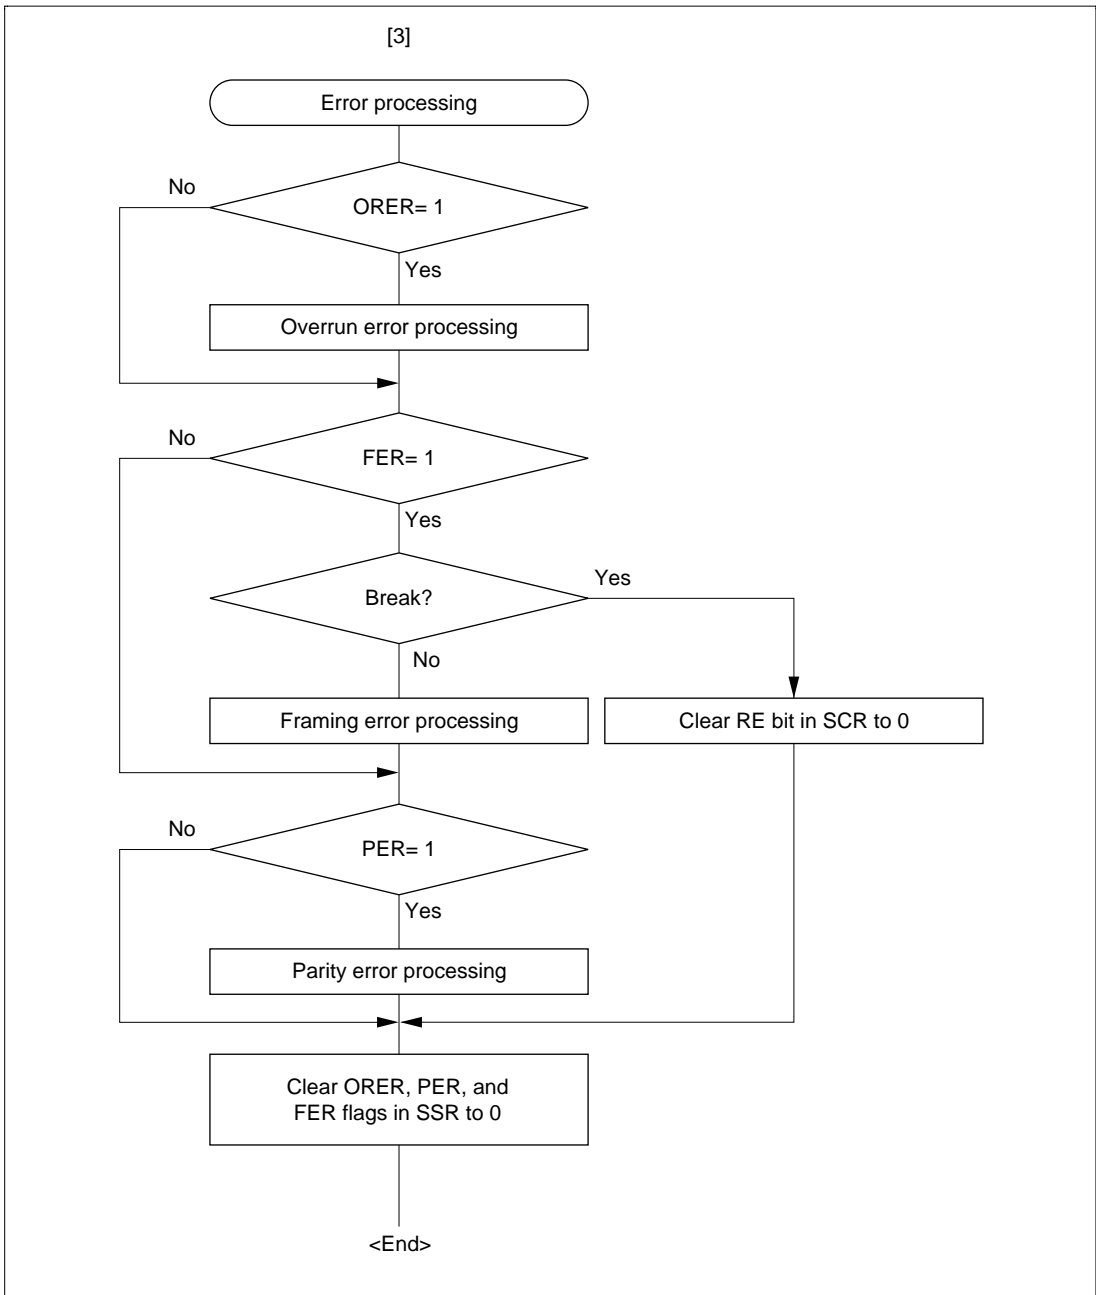 [3]
Error processing
No
ORER= 1
Yes
Overrun error processing
No
FER= 1
Yes
Break?
Yes
No
Framing error processing
Clear RE bit in SCR to 0
No
PER= 1
Yes
Parity error processing
Clear ORER, PER, and
FER flags in SSR to 0
<End>